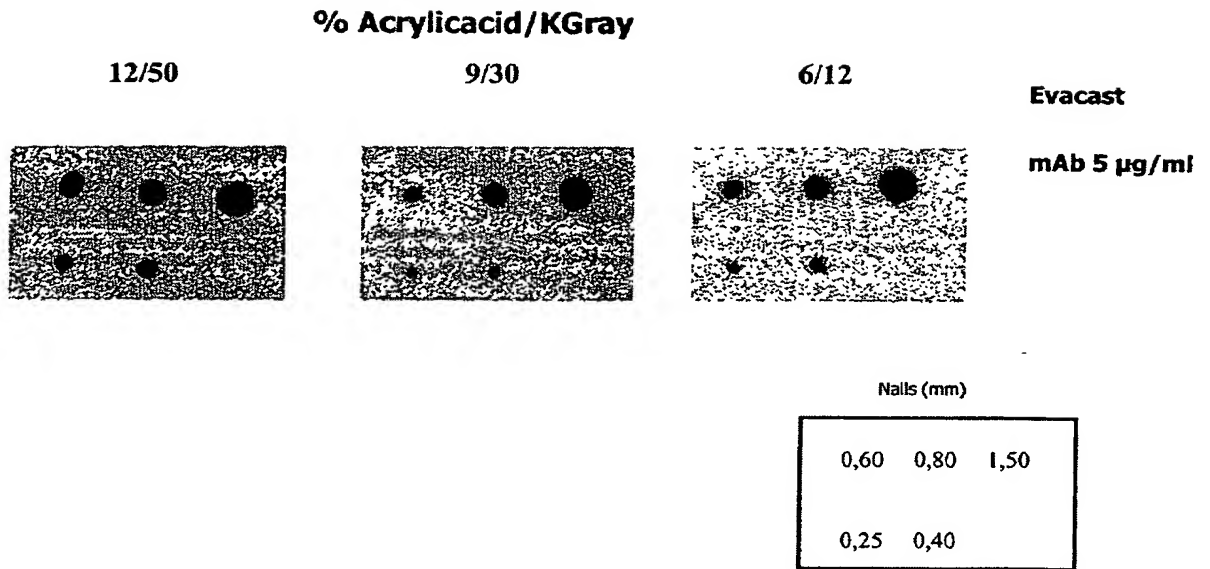 % Acrylicacid/KGray
12/50 9/30 6/12
Evacast
mAb 5 µg/ml
Nails (mm)
0,60 0,80 1,50
0,25 0,40